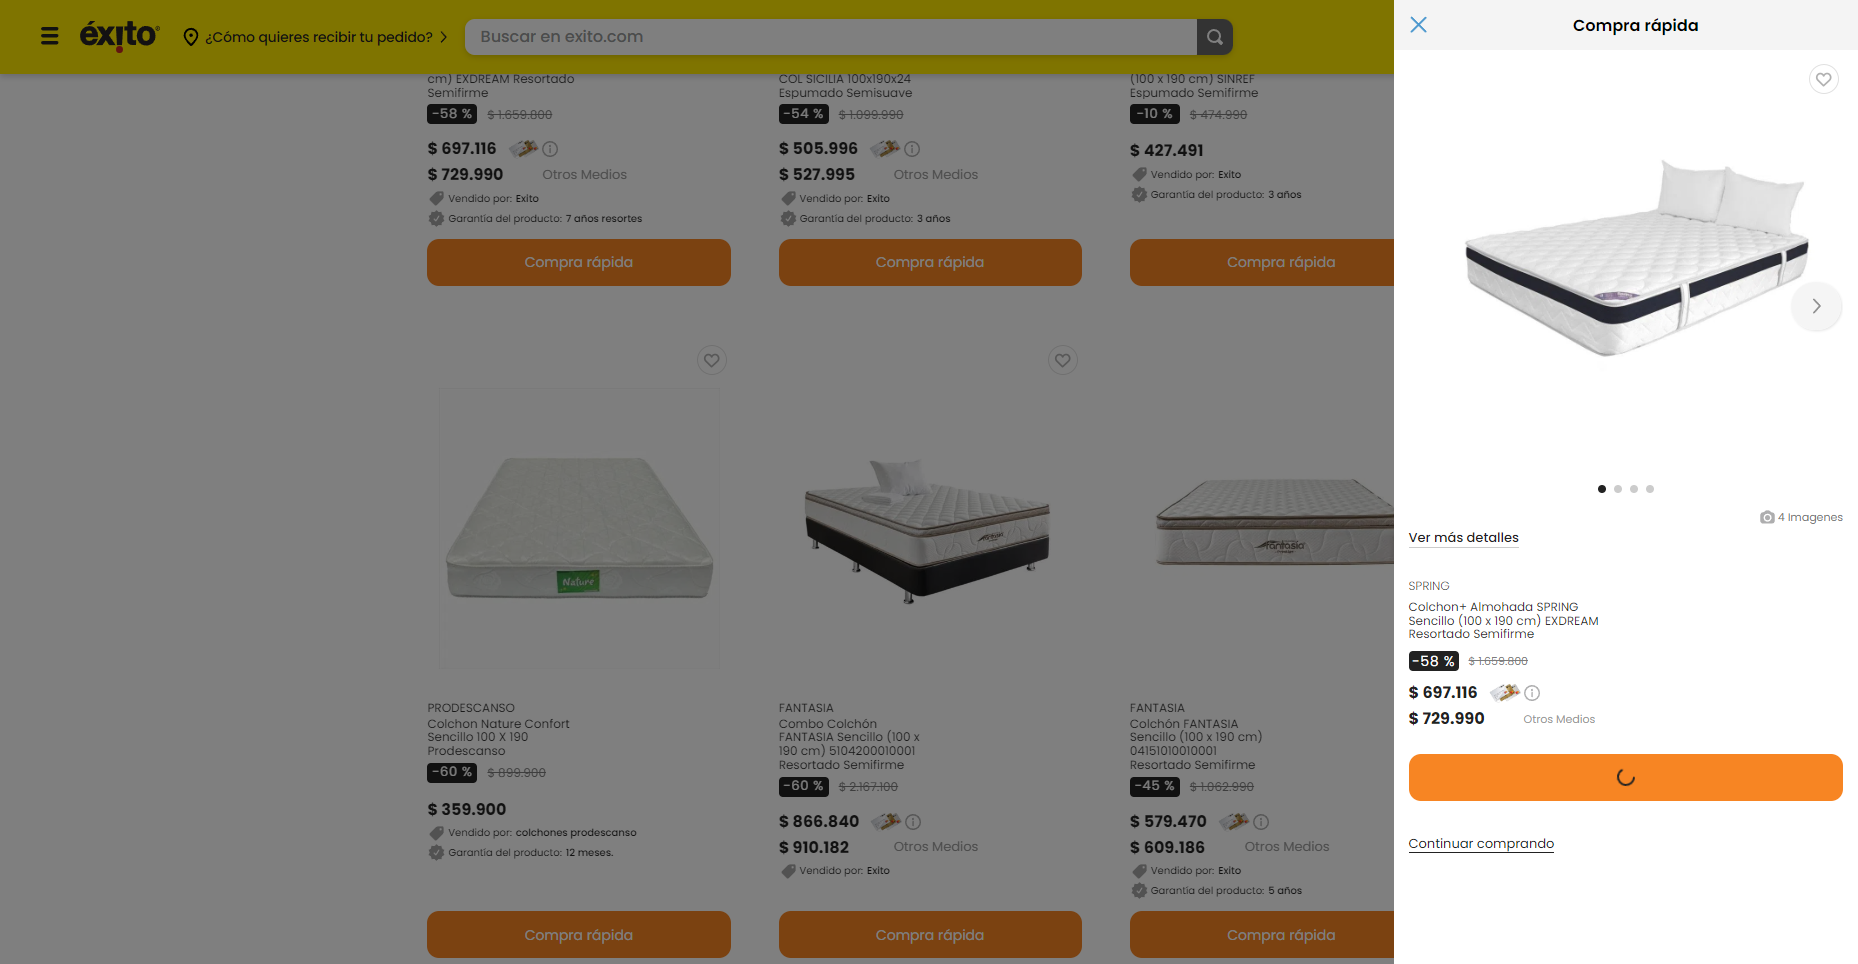 éxito
¿Cómo quieres recibir tu pedido?
Buscar en exito.com
cm) EXDREAM Resortado
Semifirme
-58 % $ 1.659.800
$ 697.116
$ 729.990 Otros Medios
Vendido por: Exito
Garantía del producto: 7 años resortes
Compra rápida
COL SICILIA 100x190x24
Espumado Semisuave
-54 % $ 1.099.990
$ 505.996
$ 527.995 Otros Medios
Vendido por: Exito
Garantía del producto: 3 años
Compra rápida
(100 x 190 cm) SINREF
Espumado Semifirme
-10 % $ 474.990
$ 427.491
Vendido por: Exito
Garantía del producto: 3 años
Compra rápida
Nature
PRODESCANSO
Colchon Nature Confort
Sencillo 100 X 190
Prodescanso
-60 % $ 899.900
$ 359.900
Vendido por: colchones prodescanso
Garantía del producto: 12 meses.
Compra rápida
fantasia
FANTASIA
Combo Colchón
FANTASIA Sencillo (100 x
190 cm) 5104200010001
Resortado Semifirme
-60 % $ 2.167.100
$ 866.840
$ 910.182 Otros Medios
Vendido por: Exito
Compra rápida
fantasia
FANTASIA
Colchón FANTASIA
Sencillo (100 x 190 cm)
04151010010001
Resortado Semifirme
-45 % $ 1.062.990
$ 579.470
$ 609.186 Otros Medios
Vendido por: Exito
Garantía del producto: 5 años
Compra rápida
Compra rápida
4 Imagenes
Ver más detalles
SPRING
Colchon+ Almohada SPRING
Sencillo (100 x 190 cm) EXDREAM
Resortado Semifirme
-58 % $ 1.659.800
$ 697.116
$ 729.990 Otros Medios
Continuar comprando